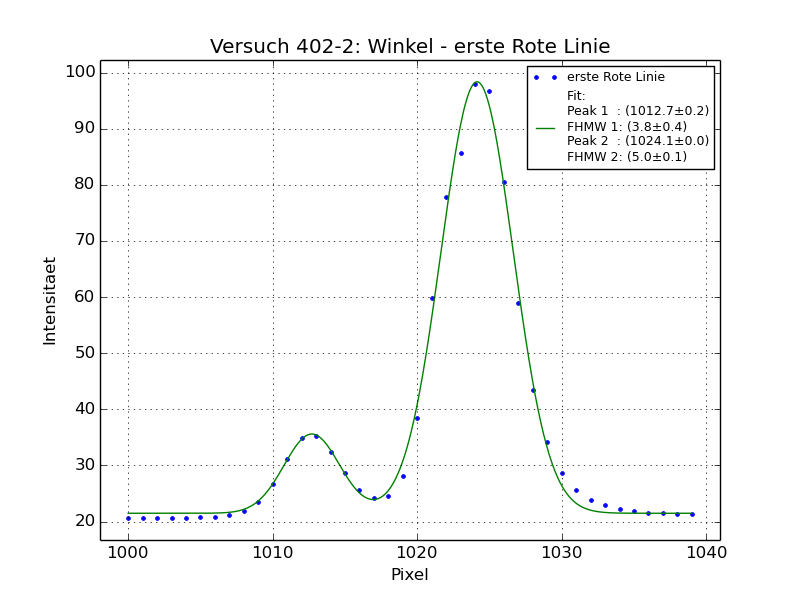 Versuch 402-2: Winkel - erste Rote Linie
erste Rote Linie
Fit:
Peak 1  : (1012.7±0.2)
FHMW 1: (3.8±0.4)
Peak 2  : (1024.1±0.0)
FHMW 2: (5.0±0.1)
Intensitaet
100
90
80
70
60
50
40
30
20
1000 1010 1020 1030 1040
Pixel